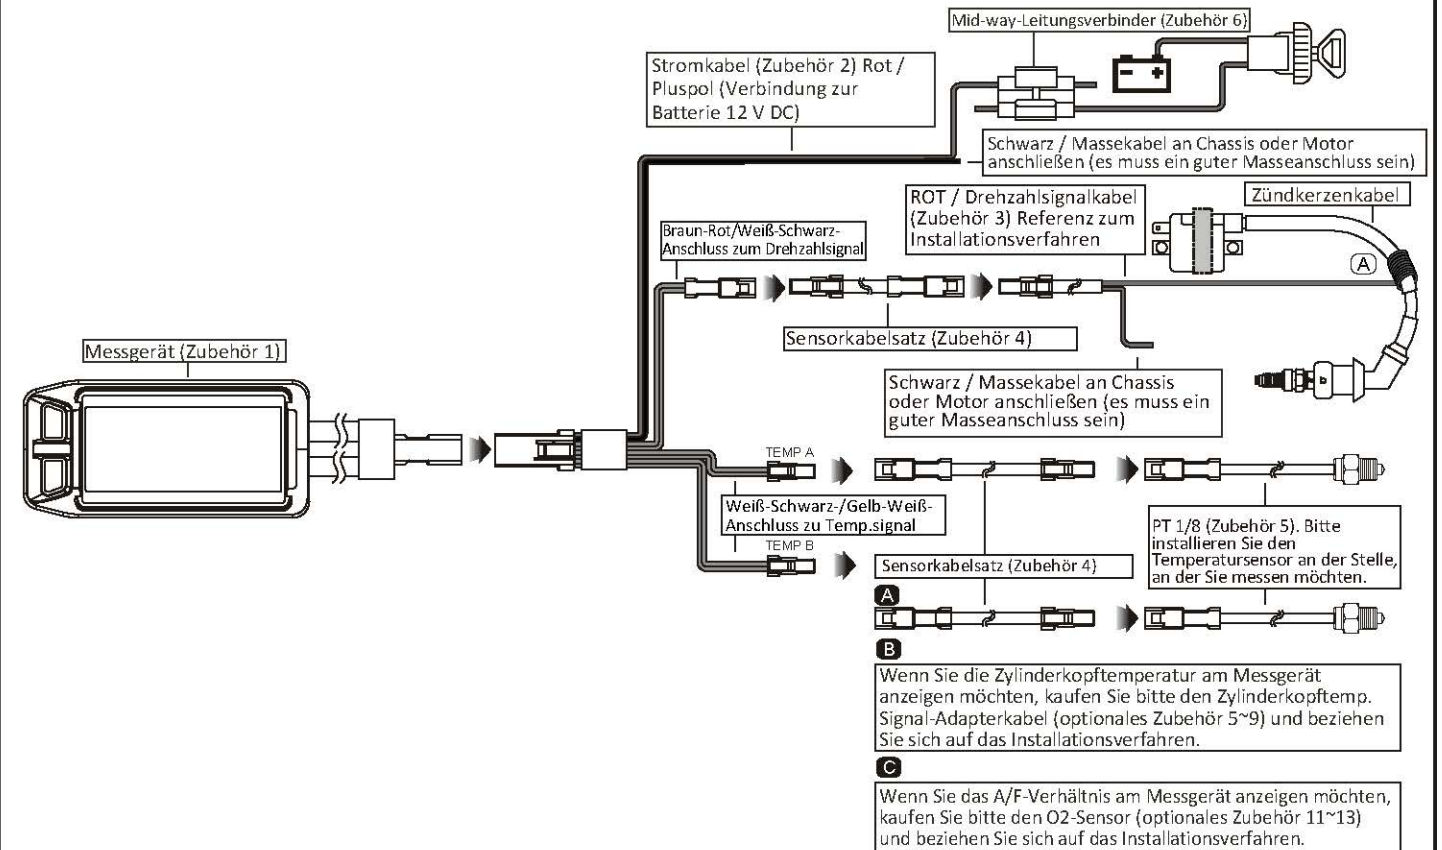 Mid-way-Leitungsverbinder (Zubehör 6)
Stromkabel (Zubehör 2) Rot /
Pluspol (Verbindung zur
Batterie 12 V DC)
Schwarz / Massekabel an Chassis oder Motor
anschließen (es muss ein guter Masseanschluss sein)
ROT / Drehzahlsignalkabel
(Zubehör 3) Referenz zum
Installationsverfahren
Zündkerzenkabel
Braun-Rot/Weiß-Schwarz-
Anschluss zum Drehzahlsignal
A
Sensorkabelsatz (Zubehör 4)
Messgerät (Zubehör 1)
Schwarz / Massekabel an Chassis
oder Motor anschließen (es muss ein
guter Masseanschluss sein)
TEMP A
Weiß-Schwarz-/Gelb-Weiß-
Anschluss zu Temp.signal
TEMP B
PT 1/8 (Zubehör 5). Bitte
installieren Sie den
Temperatursensor an der Stelle,
an der Sie messen möchten.
Sensorkabelsatz (Zubehör 4)
A
B
Wenn Sie die Zylinderkopftemperatur am Messgerät
anzeigen möchten, kaufen Sie bitte den Zylinderkopftemp.
Signal-Adapterkabel (optionales Zubehör 5~9) und beziehen
Sie sich auf das Installationsverfahren.
C
Wenn Sie das A/F-Verhältnis am Messgerät anzeigen möchten,
kaufen Sie bitte den O2-Sensor (optionales Zubehör 11~13)
und beziehen Sie sich auf das Installationsverfahren.